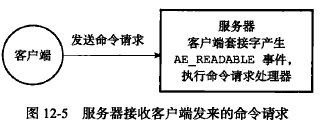 客户端
发送命令请求
服务器
客户端套接字产生
AE_READABLE 事件，
执行命令请求处理器
图 12-5 服务器接收客户端发来的命令请求